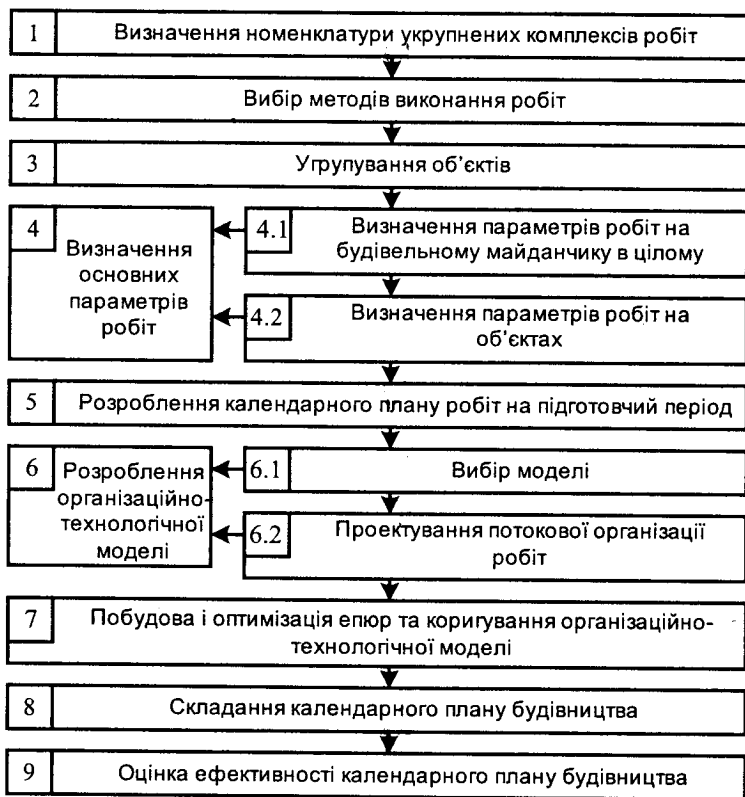 1 Визначення номенклатури укрупнених комплексів робіт
2 Вибір методів виконання робіт
3 Угрупування об’єктів
4 Визначення
основних
параметрів
робіт
4.1 Визначення параметрів робіт на
будівельному майданчику в цілому
4.2 Визначення параметрів робіт на
об’єктах
5 Розроблення календарного плану робіт на підготовчий період
6 Розроблення
організаційно-
технологічної
моделі
6.1 Вибір моделі
6.2 Проектування потокової організації
робіт
7 Побудова і оптимізація епюр та коригування організаційно-
технологічної моделі
8 Складання календарного плану будівництва
9 Оцінка ефективності календарного плану будівництва